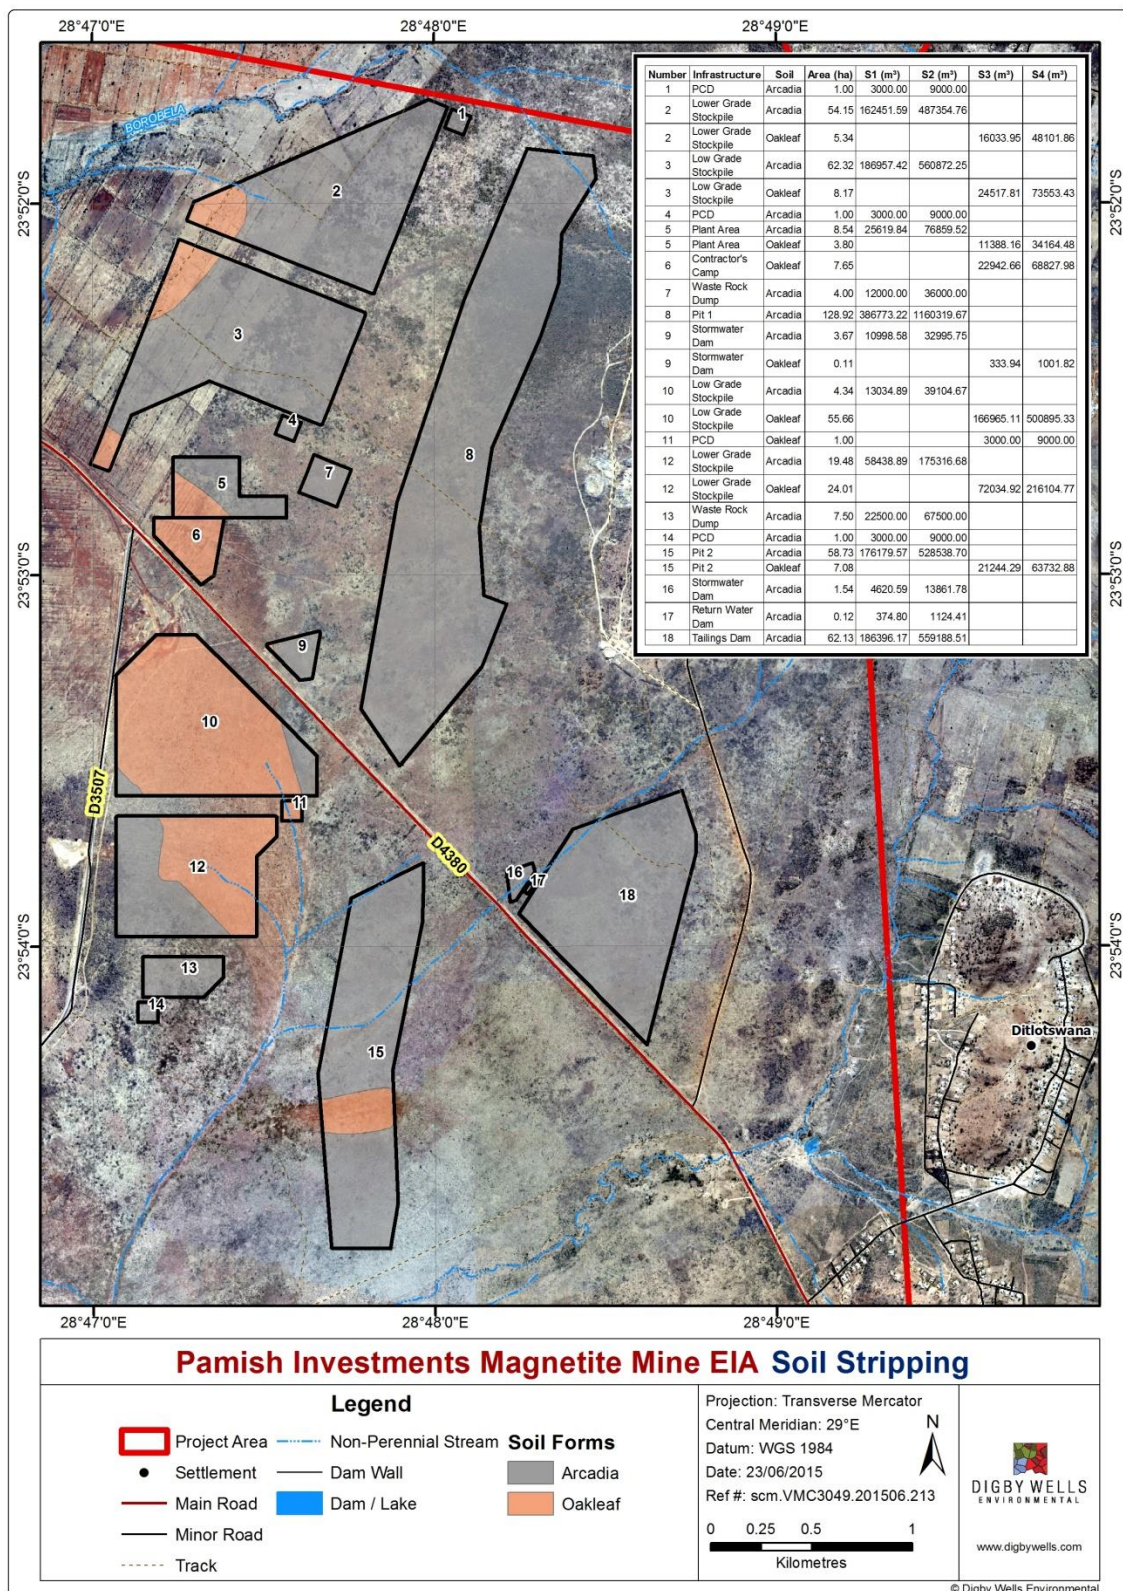 28°47'0"E 28°48'0"E 28°49'0"E
23°52'0"S 23°52'0"S
23°53'0"S 23°53'0"S
23°54'0"S 23°54'0"S
28°47'0"E 28°48'0"E 28°49'0"E
BOROBELA
1
2
3
4
5
6
7
8
9
10
11
12
13
14
15
16
17
18
D3507
D4380
Ditlotswana
Number Infrastructure Soil Area (ha) S1 (m³) S2 (m³) S3 (m³) S4 (m³)
1 PCD Arcadia 1.00 3000.00 9000.00
2 Lower Grade Stockpile Arcadia 54.15 162451.59 487354.76
2 Lower Grade Stockpile Oakleaf 5.34 16033.95 48101.86
3 Low Grade Stockpile Arcadia 62.32 186957.42 560872.25
3 Low Grade Stockpile Oakleaf 8.17 24517.81 73553.43
4 PCD Arcadia 1.00 3000.00 9000.00
5 Plant Area Arcadia 8.54 25619.84 76859.52
5 Plant Area Oakleaf 3.80 11388.16 34164.48
6 Contractor's Camp Oakleaf 7.65 22942.66 68827.98
7 Waste Rock Dump Arcadia 4.00 12000.00 36000.00
8 Pit 1 Arcadia 128.92 386773.22 1160319.67
9 Stormwater Dam Arcadia 3.67 10998.58 32995.75
9 Stormwater Dam Oakleaf 0.11 333.94 1001.82
10 Low Grade Stockpile Arcadia 4.34 13034.89 39104.67
10 Low Grade Stockpile Oakleaf 55.66 166965.11 500895.33
11 PCD Oakleaf 1.00 3000.00 9000.00
12 Lower Grade Stockpile Arcadia 19.48 58438.89 175316.68
12 Lower Grade Stockpile Oakleaf 24.01 72034.92 216104.77
13 Waste Rock Dump Arcadia 7.50 22500.00 67500.00
14 PCD Arcadia 1.00 3000.00 9000.00
15 Pit 2 Arcadia 58.73 176179.57 528538.70
15 Pit 2 Oakleaf 7.08 21244.29 63732.88
16 Stormwater Dam Arcadia 1.54 4620.59 13861.78
17 Return Water Dam Arcadia 0.12 374.80 1124.41
18 Tailings Dam Arcadia 62.13 186396.17 559188.51
Pamish Investments Magnetite Mine EIA Soil Stripping
Legend
Project Area
Settlement
Main Road
Minor Road
Track
Non-Perennial Stream
Dam Wall
Dam / Lake
Soil Forms
Arcadia
Oakleaf
Projection: Transverse Mercator
Central Meridian: 29°E
Datum: WGS 1984
Date: 23/06/2015
Ref #: scm.VMC3049.201506.213
N
0 0.25 0.5 1
Kilometres
DIGBY WELLS
ENVIRONMENTAL
www.digbywells.com
© Digby Wells Environmental